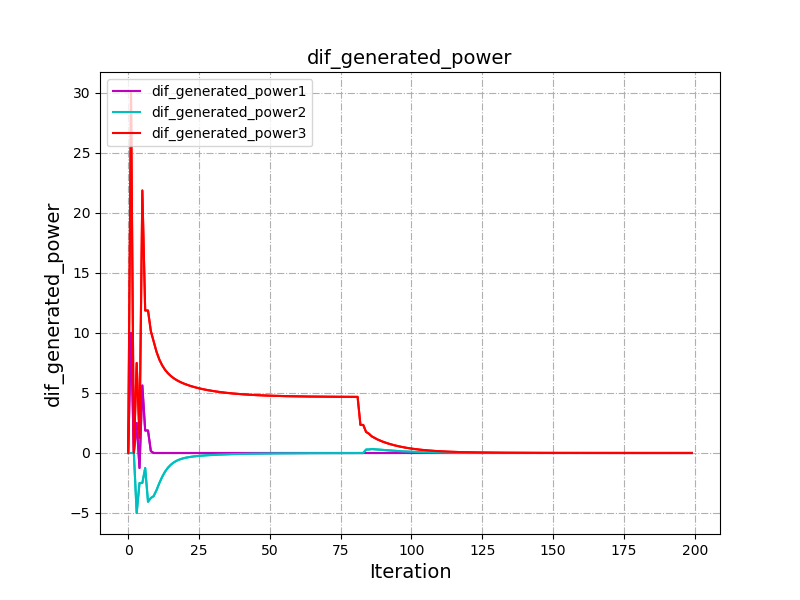 dif_generated_power
dif_generated_power1
dif_generated_power2
dif_generated_power3
dif_generated_power
30
25
20
15
10
5
0
−5
0 25 50 75 100 125 150 175 200
Iteration